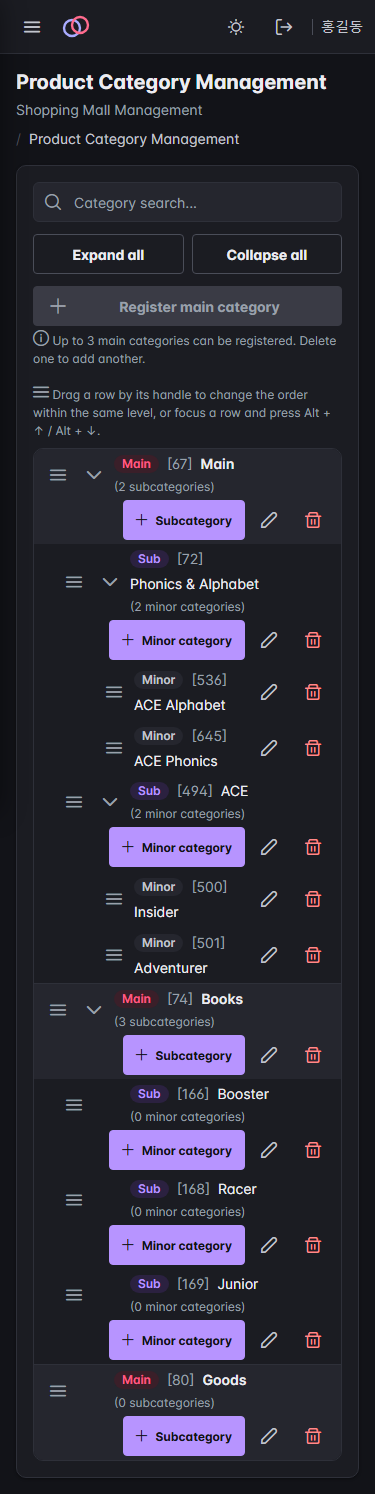 홍길동
Product Category Management
Shopping Mall Management
/ Product Category Management
Category search...
Expand all
Collapse all
Register main category
Up to 3 main categories can be registered. Delete
one to add another.
Drag a row by its handle to change the order
within the same level, or focus a row and press Alt +
↑ / Alt + ↓.
Main [67] Main
(2 subcategories)
+ Subcategory
Sub [72]
Phonics & Alphabet
(2 minor categories)
+ Minor category
Minor [536]
ACE Alphabet
Minor [645]
ACE Phonics
Sub [494] ACE
(2 minor categories)
+ Minor category
Minor [500]
Insider
Minor [501]
Adventurer
Main [74] Books
(3 subcategories)
+ Subcategory
Sub [166] Booster
(0 minor categories)
+ Minor category
Sub [168] Racer
(0 minor categories)
+ Minor category
Sub [169] Junior
(0 minor categories)
+ Minor category
Main [80] Goods
(0 subcategories)
+ Subcategory